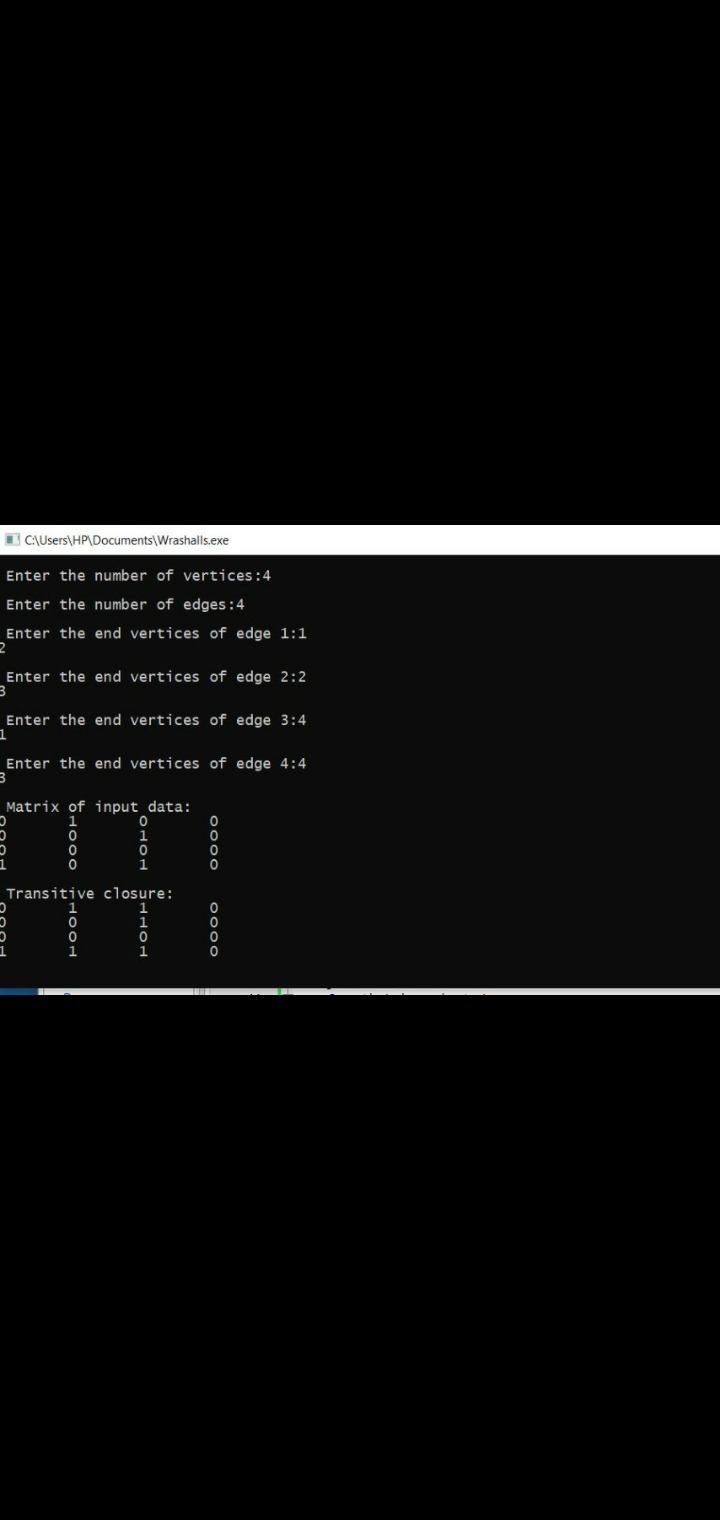 C:\Users\HP\Documents\Wrashalls.exe
Enter the number of vertices:4
Enter the number of edges:4
Enter the end vertices of edge 1:1
2
Enter the end vertices of edge 2:2
3
Enter the end vertices of edge 3:4
1
Enter the end vertices of edge 4:4
3
Matrix of input data:
0 1 0 0
0 0 1 0
0 0 0 0
1 0 1 0
Transitive closure:
0 1 1 0
0 0 1 0
0 0 0 0
1 1 1 0